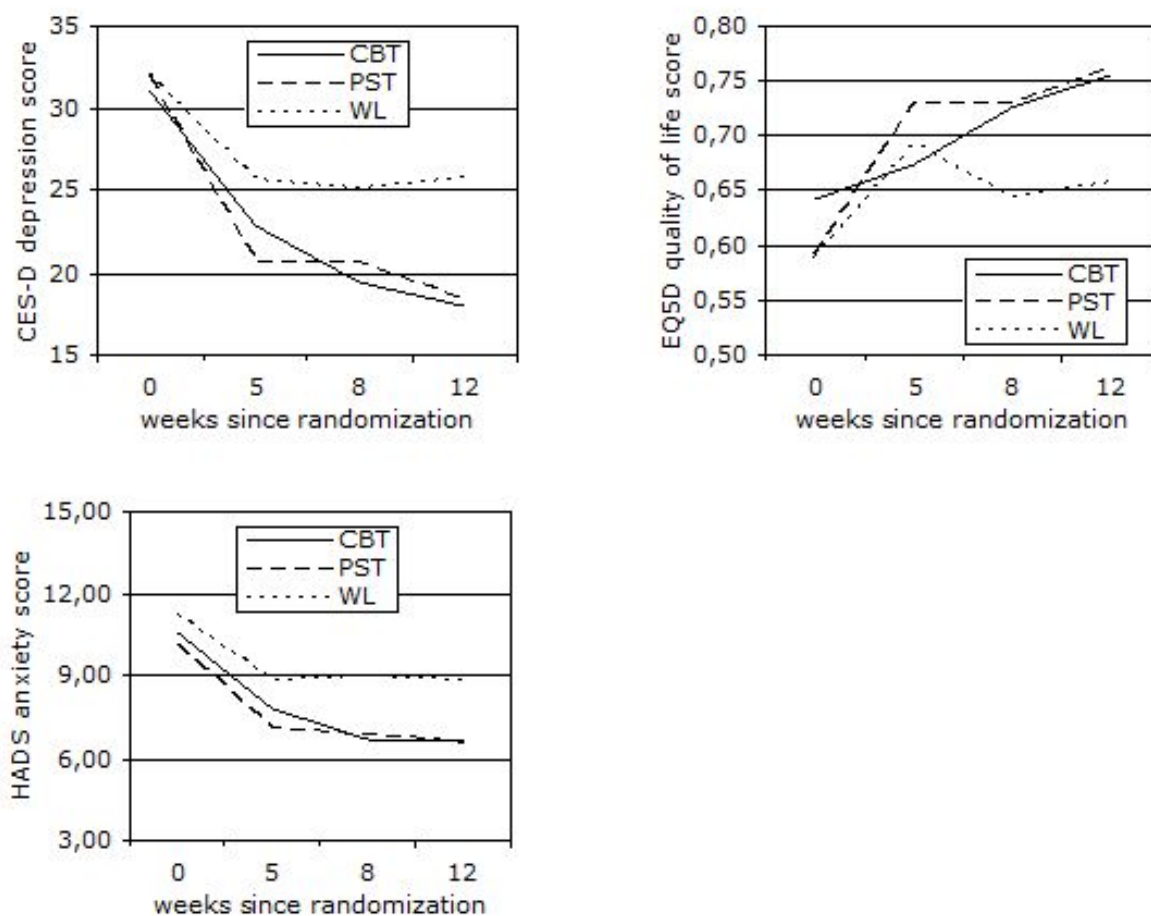 CES-D depression score
35
30
25
20
15
CBT
PST
WL
0 5 8 12
weeks since randomization
EQ5D quality of life score
0,80
0,75
0,70
0,65
0,60
0,55
0,50
CBT
PST
WL
0 5 8 12
weeks since randomization
HADS anxiety score
15,00
12,00
9,00
6,00
3,00
CBT
PST
WL
0 5 8 12
weeks since randomization